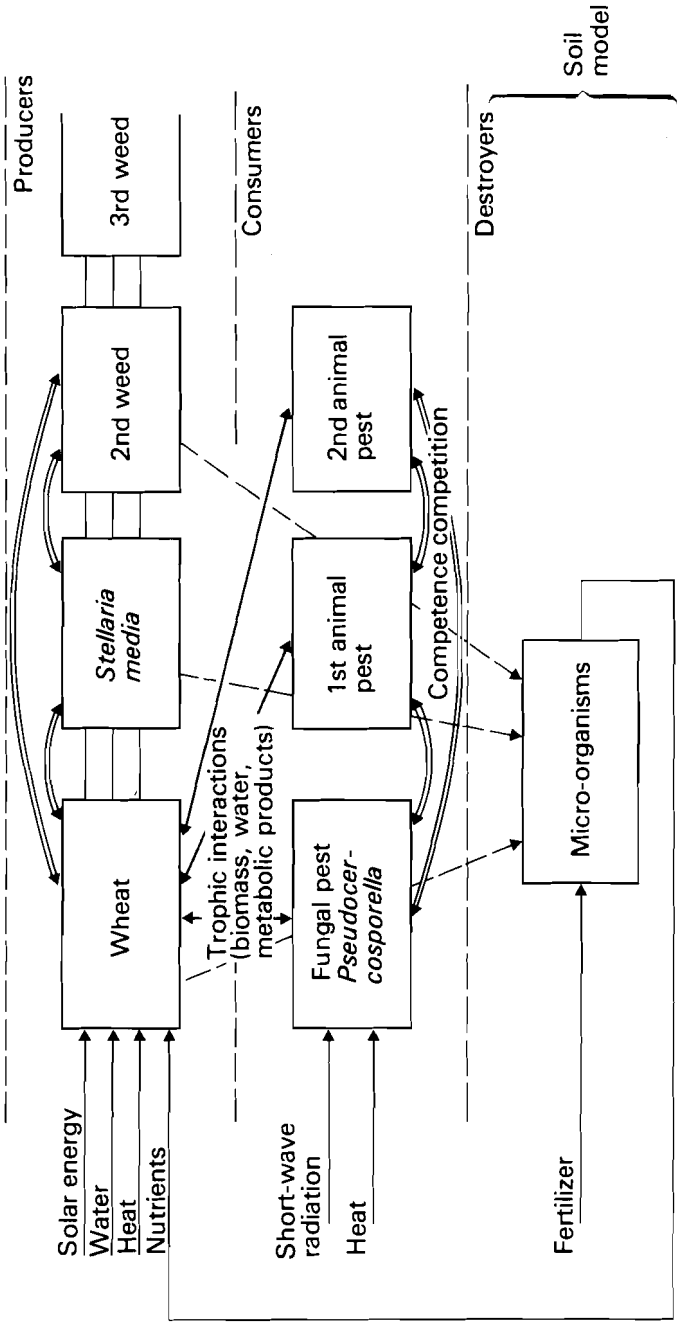 Producers
Solar energy
Water
Heat
Nutrients
Wheat
Stellaria
media
2nd weed
3rd weed
Consumers
Trophic interactions
(biomass, water,
metabolic products)
Short-wave
radiation
Heat
Fungal pest
Pseudocer-
cosporella
1st animal
pest
2nd animal
pest
Competence competition
Destroyers
Soil
model
Fertilizer
Micro-organisms